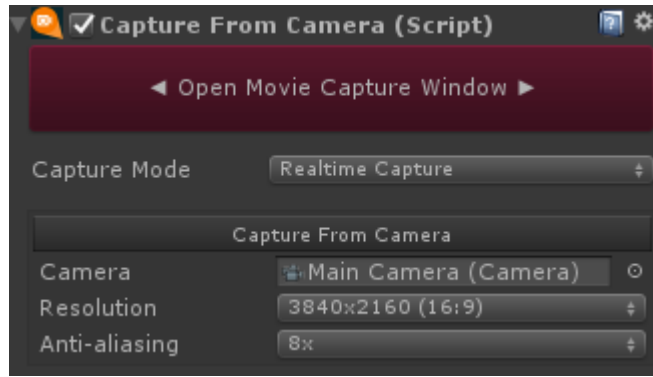 Capture From Camera (Script)
◄ Open Movie Capture Window ►
Capture Mode Realtime Capture
Capture From Camera
Camera Main Camera (Camera)
Resolution 3840x2160 (16:9)
Anti-aliasing 8x